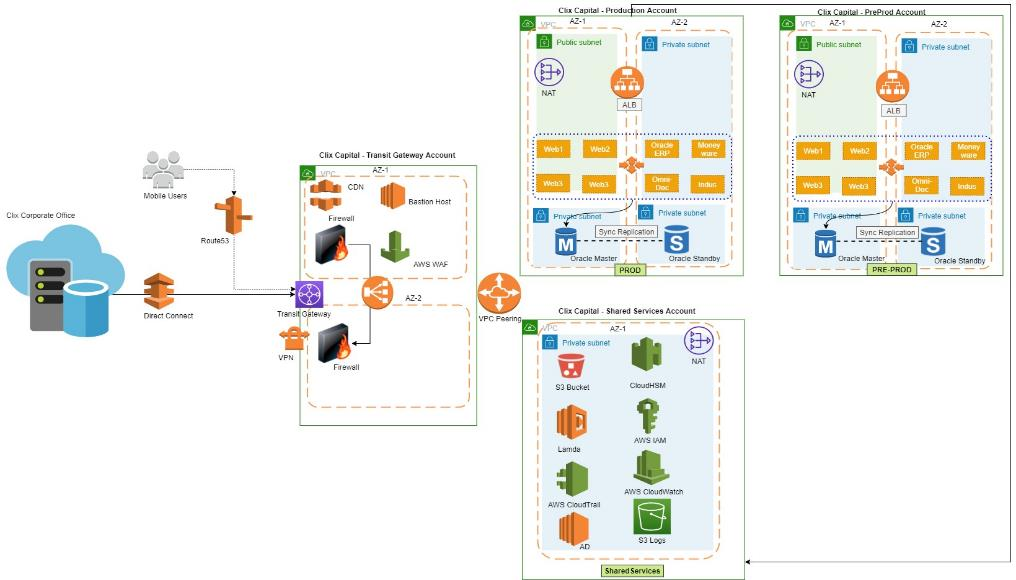 Clix Capital - Production Account
VPC
AZ-1
AZ-2
Public subnet
Private subnet
NAT
ALB
Web1
Web2
Oracle
ERP
Money
ware
Web3
Web3
Omni-
Doc
Indus
Private subnet
Private subnet
Sync Replication
M
S
Oracle Master
Oracle Standby
PROD
Clix Capital - PreProd Account
VPC
AZ-1
AZ-2
Public subnet
Private subnet
NAT
ALB
Web1
Web2
Oracle
ERP
Money
ware
Web3
Web3
Omni-
Doc
Indus
Private subnet
Private subnet
Sync Replication
M
S
Oracle Master
Oracle Standby
PRE-PROD
Clix Capital - Transit Gateway Account
VPC
AZ-1
CDN
Bastion Host
Firewall
AWS WAF
AZ-2
Transit Gateway
VPN
Firewall
VPC Peering
Mobile Users
Route53
Clix Corporate Office
Direct Connect
Clix Capital - Shared Services Account
VPC
AZ-1
Private subnet
NAT
S3 Bucket
CloudHSM
Lamda
AWS IAM
AWS CloudTrail
AWS CloudWatch
AD
S3 Logs
Shared Services